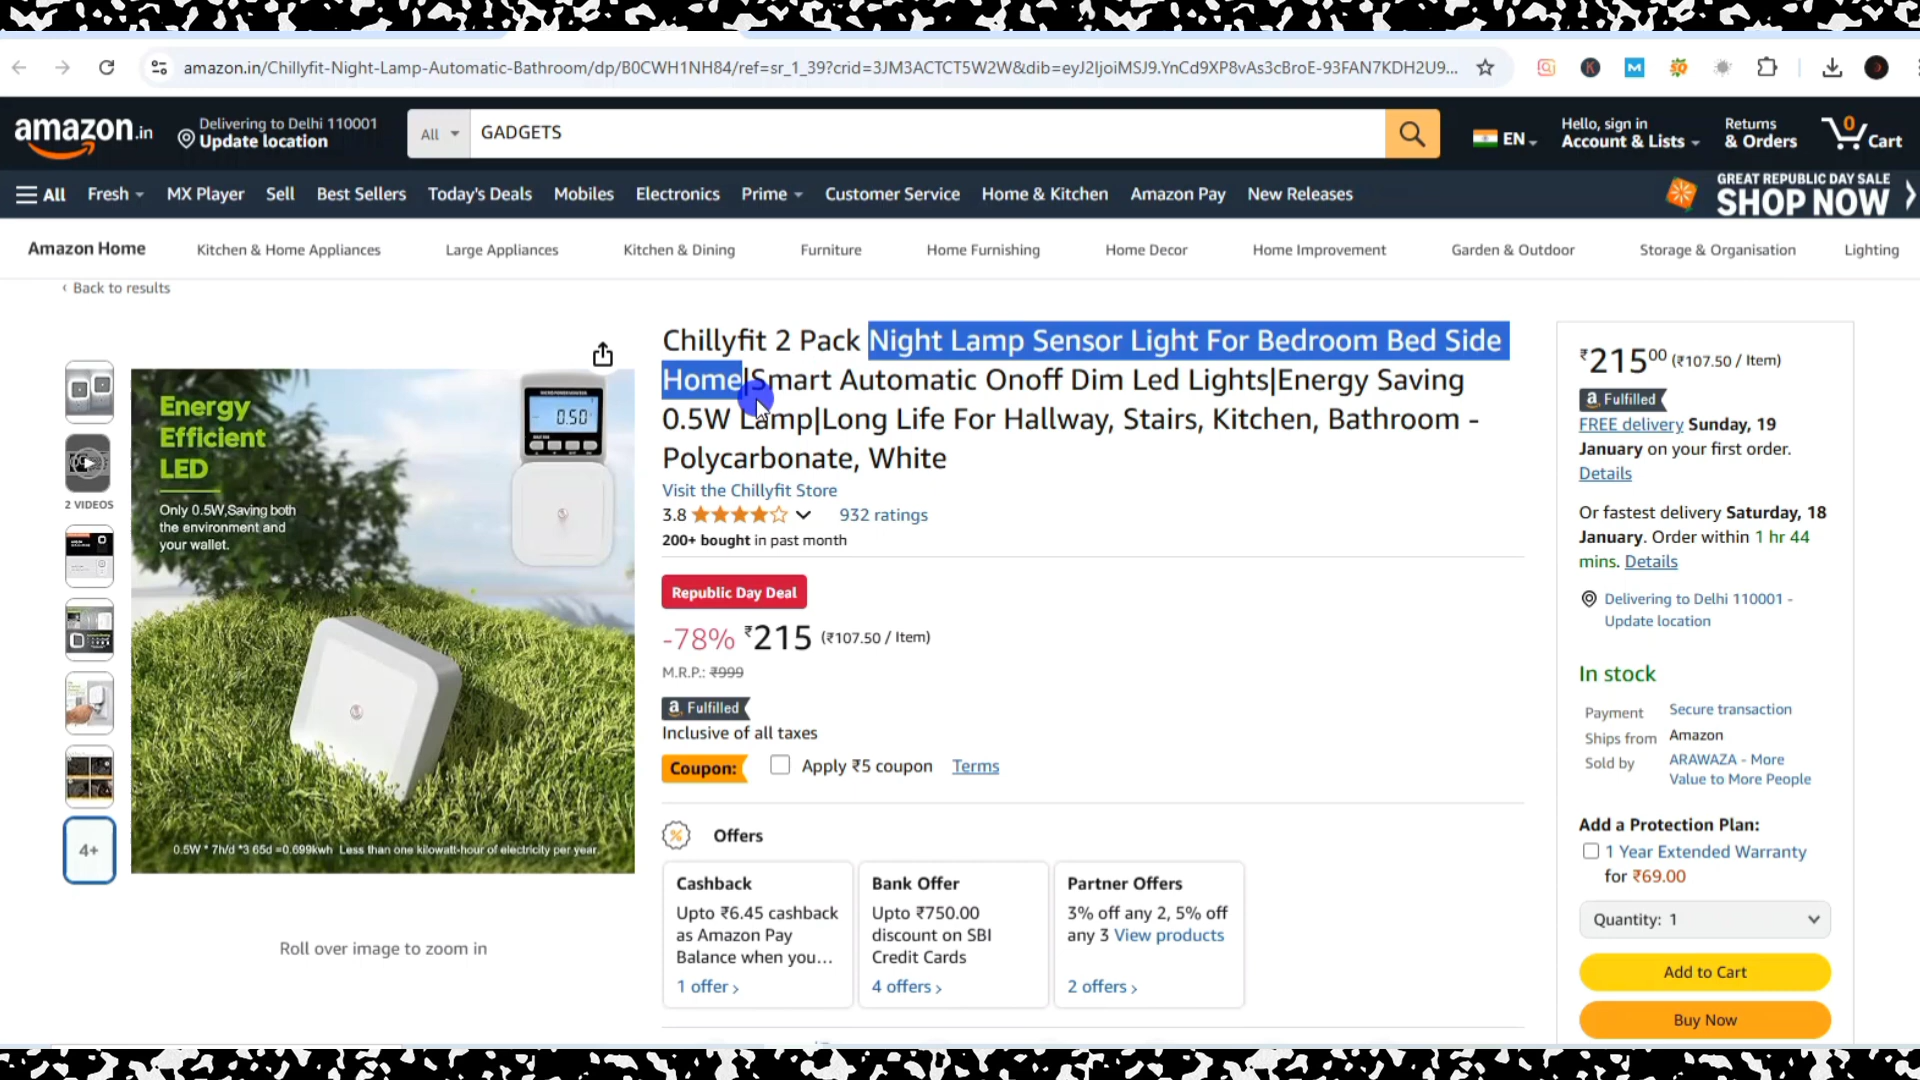 amazon.in/Chillyfit-Night-Lamp-Automatic-Bathroom/dp/B0CWH1NH84/ref=sr_1_39?crid=3JM3ACTCT5W2W&dib=eyJ2IjoiMSJ9.YnCd9XP8vAs3cBroE-93FAN7KDH2U9...
amazon.in
Delivering to Delhi 110001
Update location
All
GADGETS
EN
Hello, sign in
Account & Lists
Returns
& Orders
0
Cart
All
Fresh
MX Player
Sell
Best Sellers
Today's Deals
Mobiles
Electronics
Prime
Customer Service
Home & Kitchen
Amazon Pay
New Releases
GREAT REPUBLIC DAY SALE
SHOP NOW
Amazon Home
Kitchen & Home Appliances
Large Appliances
Kitchen & Dining
Furniture
Home Furnishing
Home Decor
Home Improvement
Garden & Outdoor
Storage & Organisation
Lighting
‹ Back to results
2 VIDEOS
4+
Energy
Efficient
LED
Only 0.5W,Saving both
the environment and
your wallet.
0.50
0.5W * 7h/d *3 65d =0.699kwh Less than one kilowatt-hour of electricity per year.
Roll over image to zoom in
Chillyfit 2 Pack Night Lamp Sensor Light For Bedroom Bed Side
Home|Smart Automatic Onoff Dim Led Lights|Energy Saving
0.5W Lamp|Long Life For Hallway, Stairs, Kitchen, Bathroom -
Polycarbonate, White
Visit the Chillyfit Store
3.8
932 ratings
200+ bought in past month
Republic Day Deal
-78% ₹215 (₹107.50 / Item)
M.R.P.: ₹999
a Fulfilled
Inclusive of all taxes
Coupon:
Apply ₹5 coupon
Terms
Offers
Cashback
Upto ₹6.45 cashback
as Amazon Pay
Balance when you...
1 offer ›
Bank Offer
Upto ₹750.00
discount on SBI
Credit Cards
4 offers ›
Partner Offers
3% off any 2, 5% off
any 3 View products
2 offers ›
₹215 00 (₹107.50 / Item)
a Fulfilled
FREE delivery Sunday, 19
January on your first order.
Details
Or fastest delivery Saturday, 18
January. Order within 1 hr 44
mins. Details
Delivering to Delhi 110001 -
Update location
In stock
Payment Secure transaction
Ships from Amazon
Sold by ARAWAZA - More
Value to More People
Add a Protection Plan:
1 Year Extended Warranty
for ₹69.00
Quantity: 1
Add to Cart
Buy Now